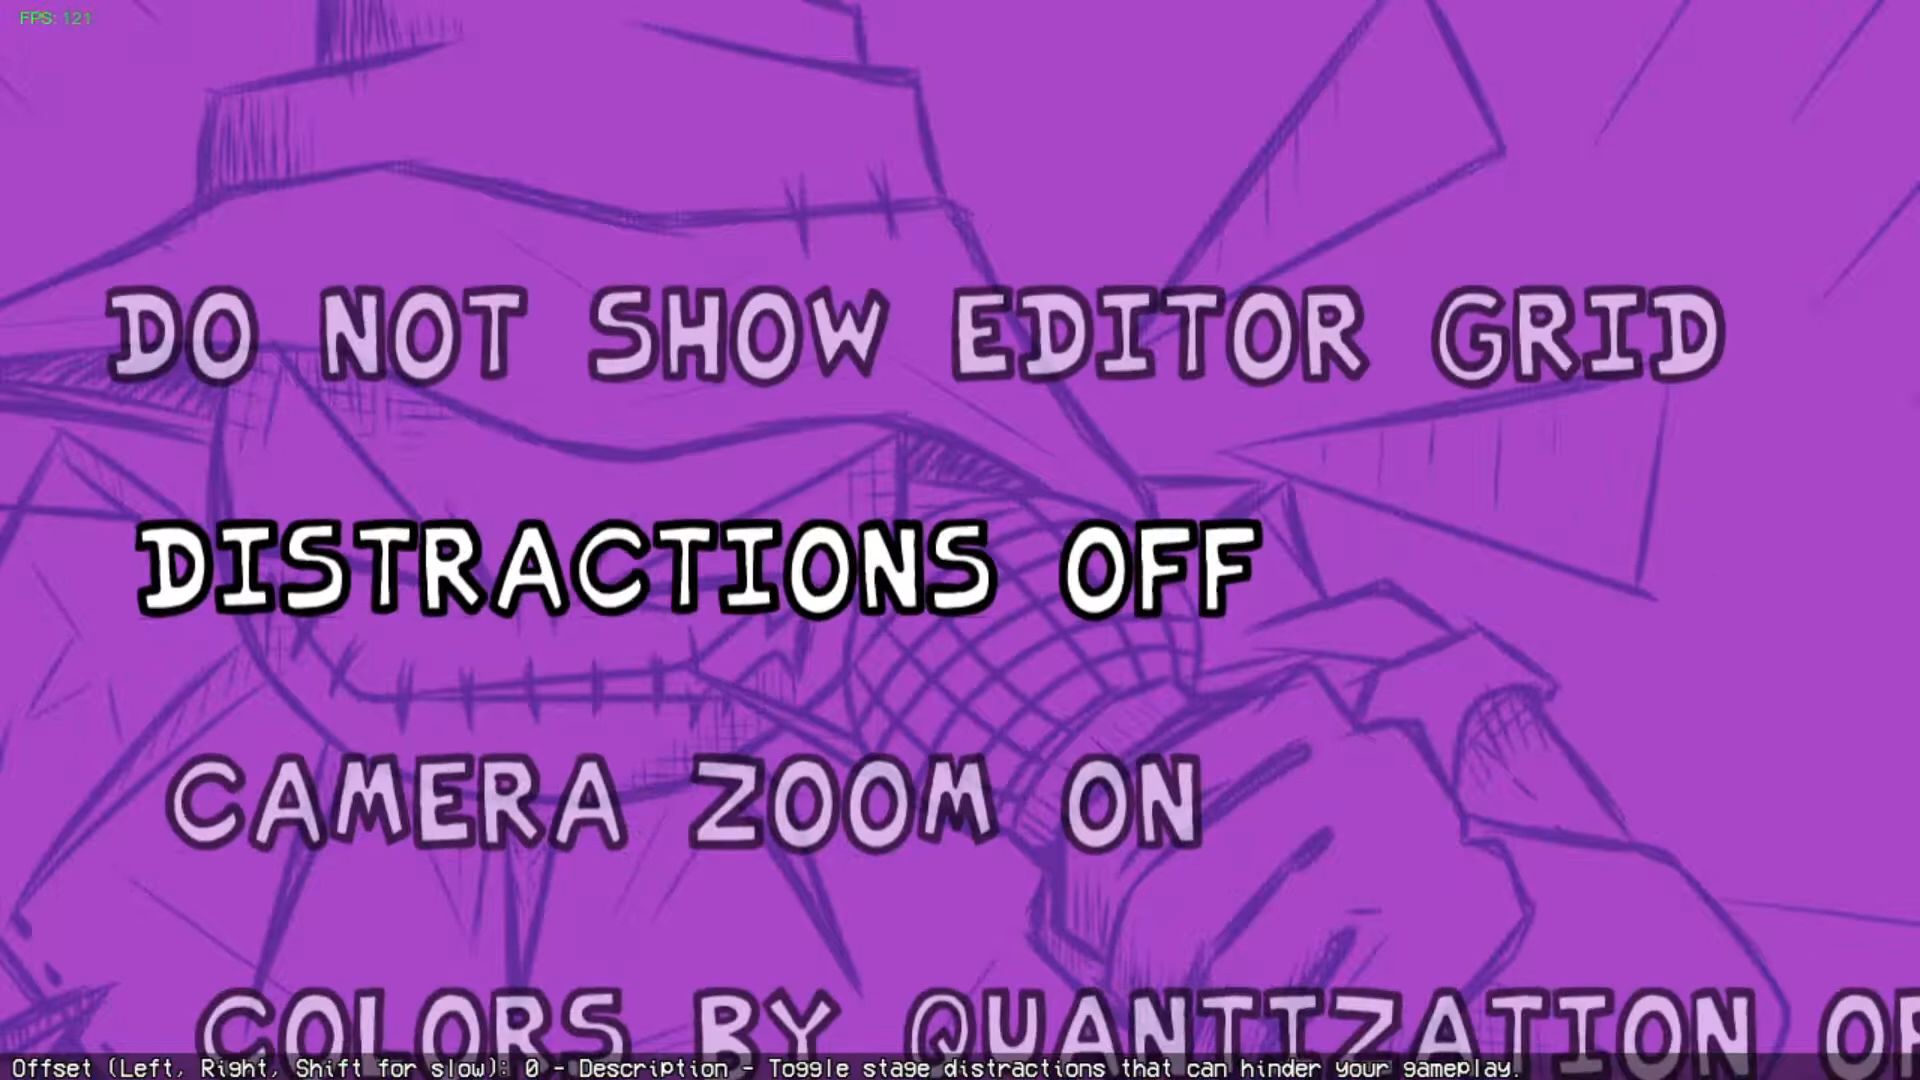 FPS: 121
DO NOT SHOW EDITOR GRID
DISTRACTIONS OFF
CAMERA ZOOM ON
COLORS BY QUANTIZATION
Offset (Left, Right, Shift for slow): 0 - Description - Toggle stage distractions that can hinder your gameplay.